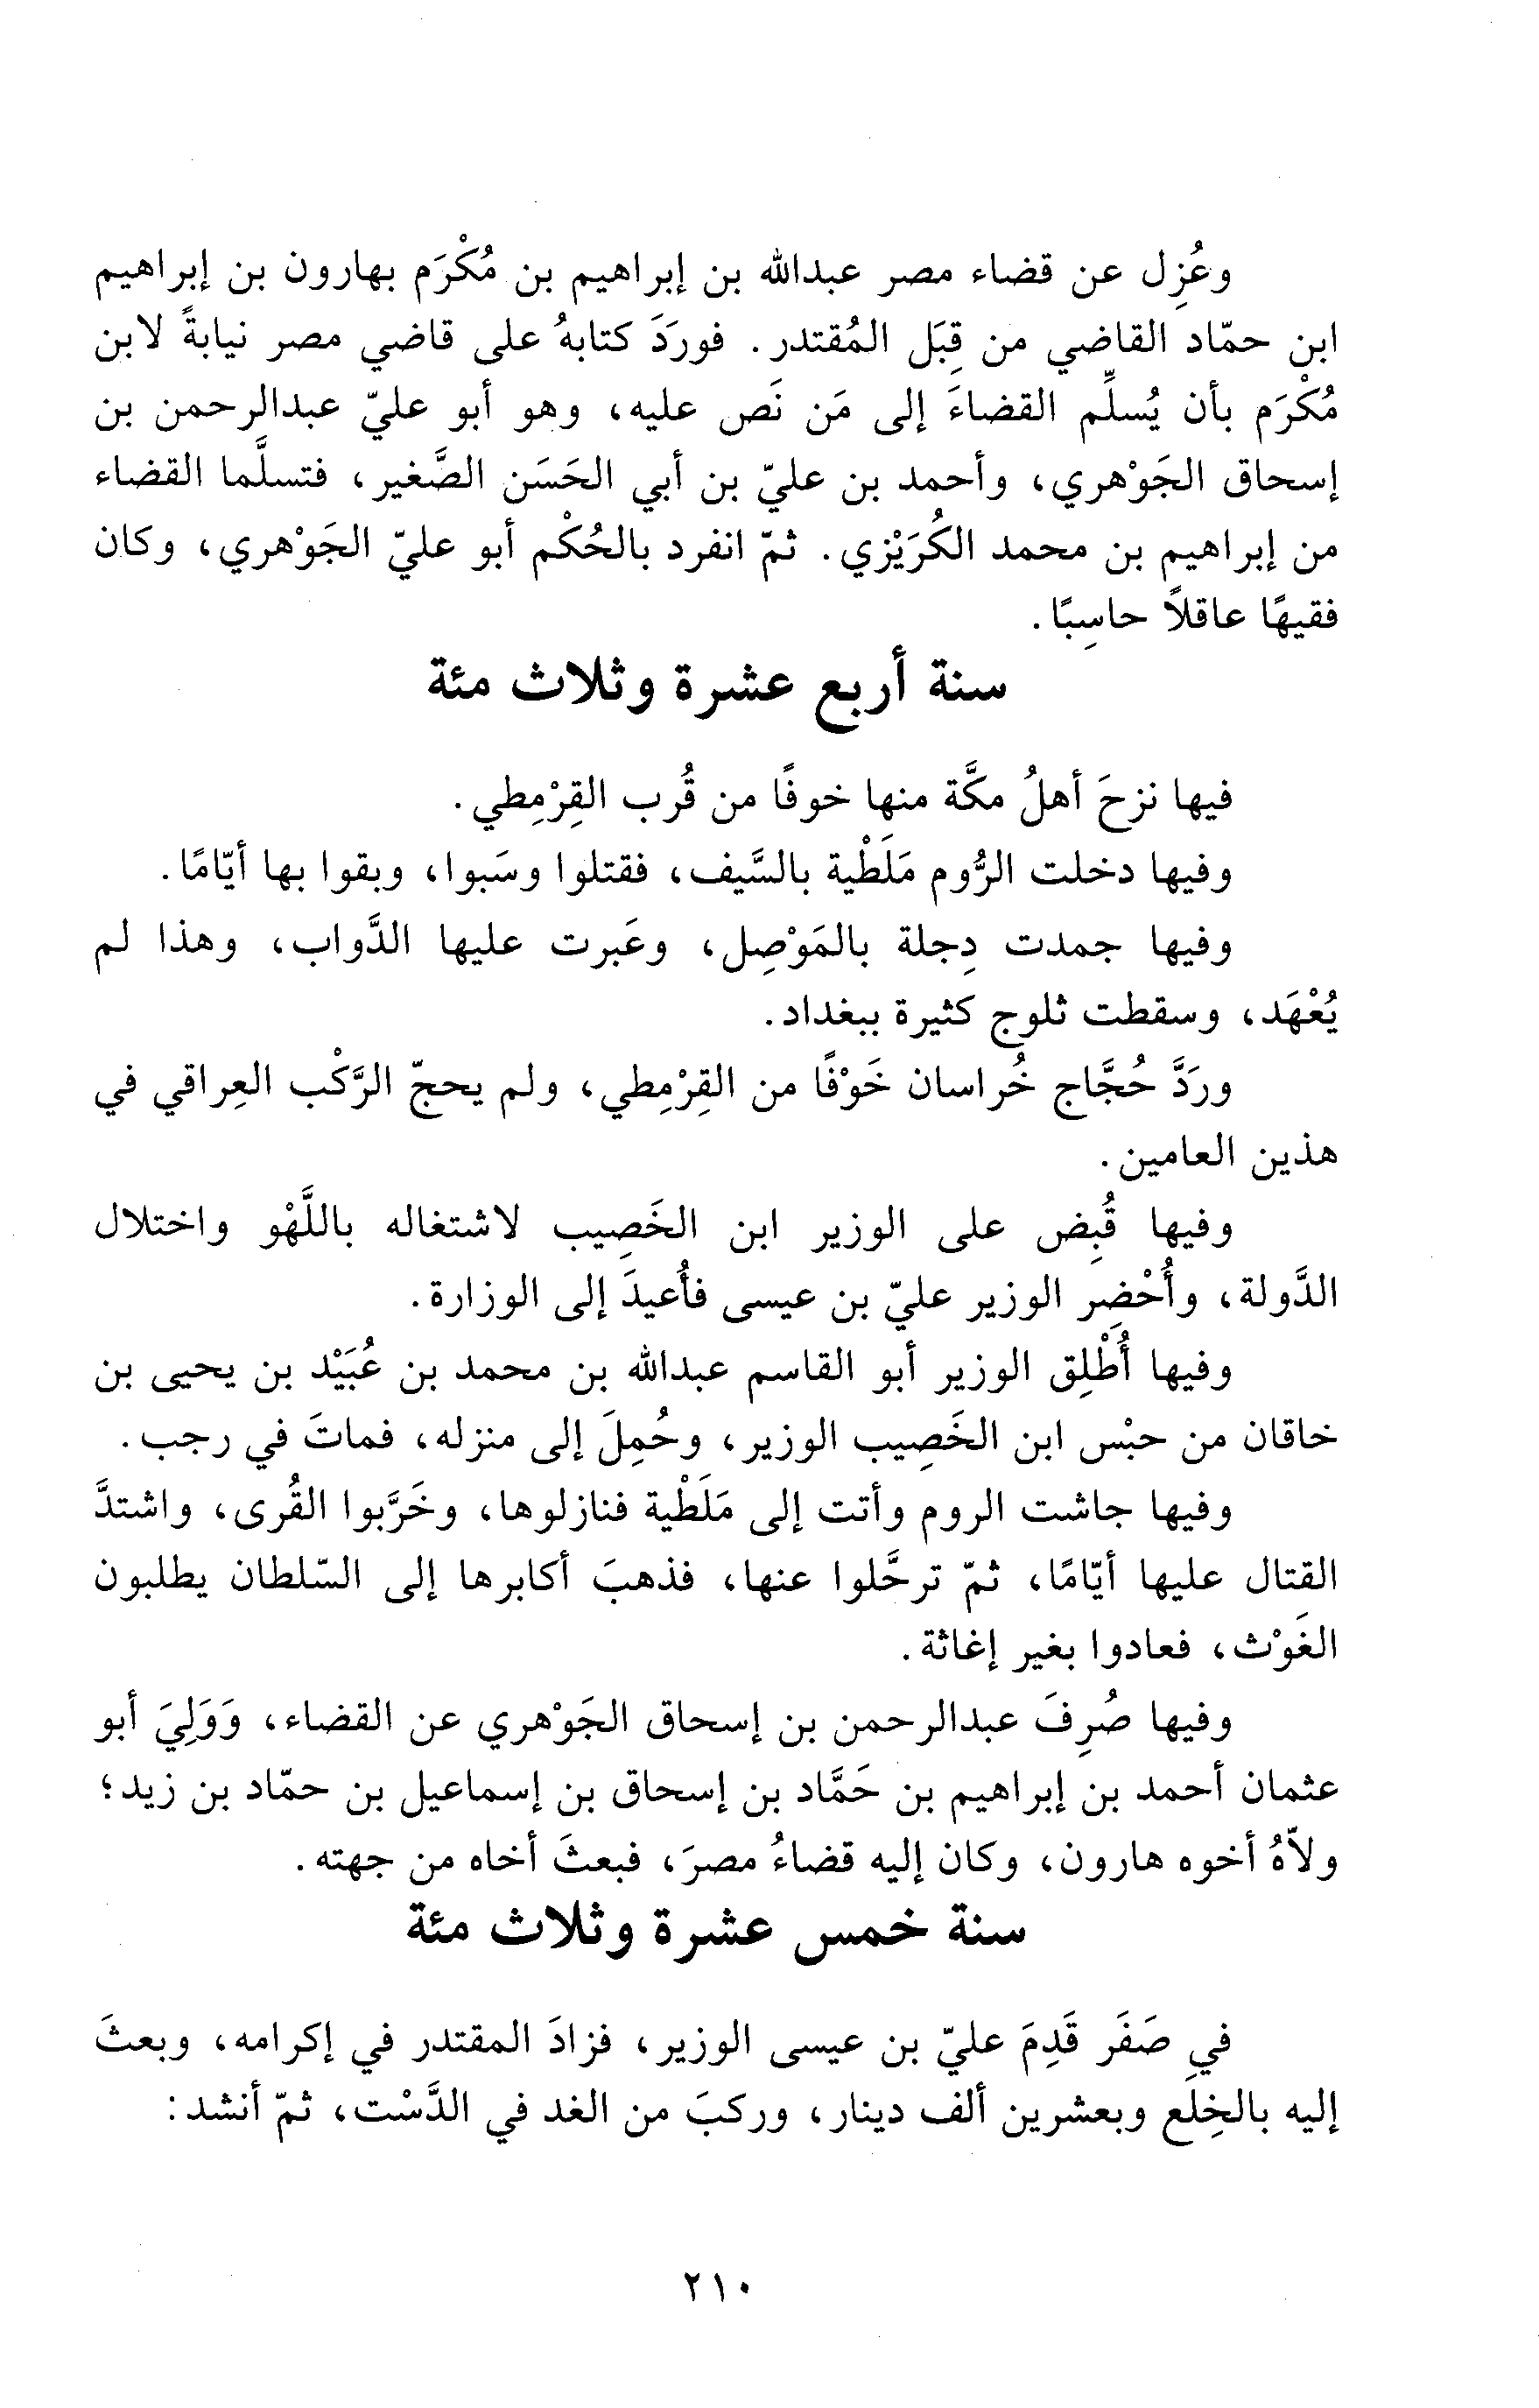 وعُزِل عن قضاء مصر عبدالله بن إبراهيم بن مُكْرَم بهارون بن إبراهيم
ابن حمّاد القاضي من قِبَل المُقتدر. فورَدَ كتابهُ على قاضي مصر نيابةً لابن
مُكْرَم بأن يُسلِّم القضاءَ إلى مَن نَص عليه، وهو أبو عليّ عبدالرحمن بن
إسحاق الجَوْهري، وأحمد بن عليّ بن أبي الحَسَن الصَّغير، فتسلَّما القضاء
من إبراهيم بن محمد الكُرَيْزي. ثمّ انفرد بالحُكْم أبو عليّ الجَوْهري، وكان
فقيهًا عاقلاً حاسِبًا.
سنة أربع عشرة وثلاث مئة
فيها نزحَ أهلُ مكَّة منها خوفًا من قُرب القِرْمِطي.
وفيها دخلت الرُّوم مَلَطْية بالسَّيف، فقتلوا وسَبوا، وبقوا بها أيّامًا.
وفيها جمدت دِجلة بالمَوْصِل، وعَبرت عليها الدَّواب، وهذا لم
يُعْهَد، وسقطت ثلوج كثيرة ببغداد.
ورَدَّ حُجَّاج خُراسان خَوْفًا من القِرْمِطي، ولم يحجّ الرَّكْب العِراقي في
هذين العامين.
وفيها قُبِض على الوزير ابن الخَصِيب لاشتغاله باللَّهْو واختلال
الدَّولة، وأُحْضِر الوزير عليّ بن عيسى فأُعيدَ إلى الوزارة.
وفيها أُطْلِق الوزير أبو القاسم عبدالله بن محمد بن عُبَيْد بن يحيى بن
خاقان من حبْس ابن الخَصِيب الوزير، وحُمِلَ إلى منزله، فماتَ في رجب.
وفيها جاشت الروم وأتت إلى مَلَطْية فنازلوها، وخَرَّبوا القُرى، واشتدَّ
القتال عليها أيّامًا، ثمّ ترحَّلوا عنها، فذهبَ أكابرها إلى السّلطان يطلبون
الغَوْث، فعادوا بغير إغاثة.
وفيها صُرِفَ عبدالرحمن بن إسحاق الجَوْهري عن القضاء، وَوَلِيَ أبو
عثمان أحمد بن إبراهيم بن حَمَّاد بن إسحاق بن إسماعيل بن حمّاد بن زيد؛
ولاّهُ أخوه هارون، وكان إليه قضاءُ مصرَ، فبعثَ أخاه من جهته.
سنة خمس عشرة وثلاث مئة
في صَفَر قَدِمَ عليّ بن عيسى الوزير، فزادَ المقتدر في إكرامه، وبعثَ
إليه بالخِلَع وبعشرين ألف دينار، وركبَ من الغد في الدَّسْت، ثمّ أنشد:
٢١٠